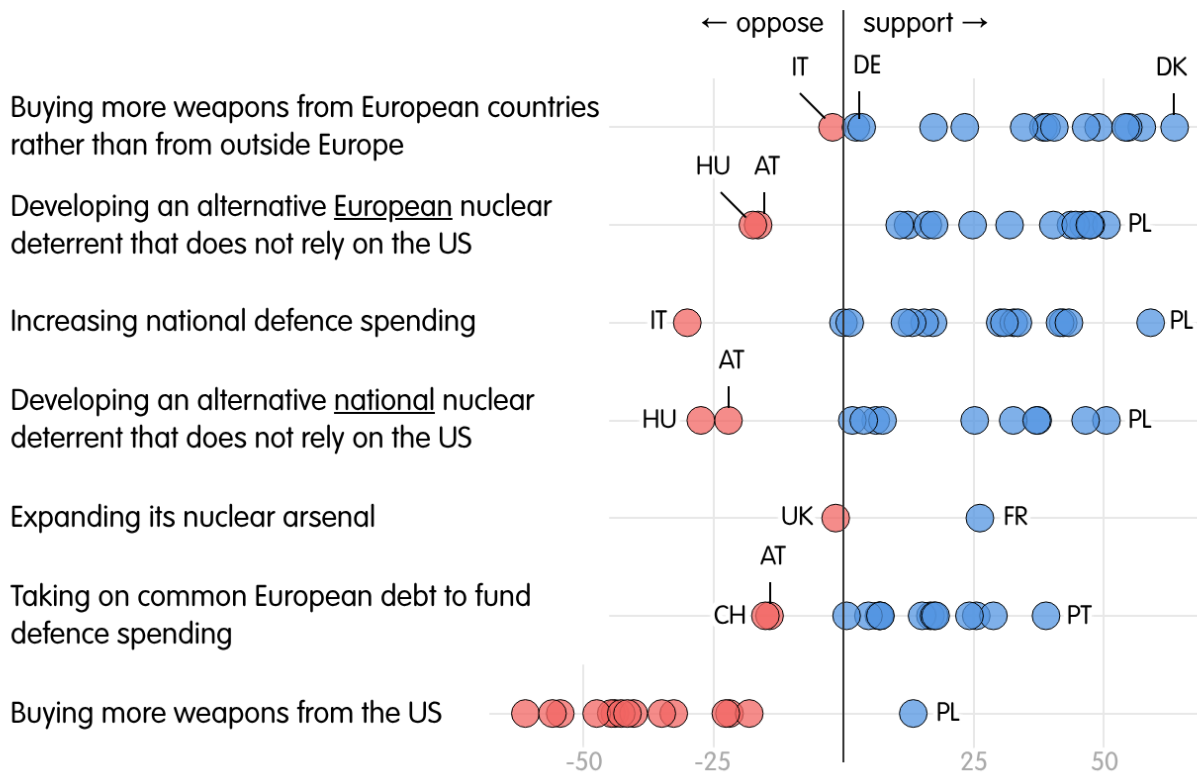 ← oppose support →
IT DE DK
Buying more weapons from European countries
rather than from outside Europe
HU AT
Developing an alternative European nuclear
deterrent that does not rely on the US
PL
Increasing national defence spending
IT PL
AT
Developing an alternative national nuclear
deterrent that does not rely on the US
HU PL
Expanding its nuclear arsenal
UK FR
AT
Taking on common European debt to fund
defence spending
CH PT
Buying more weapons from the US
PL
-50 -25 25 50